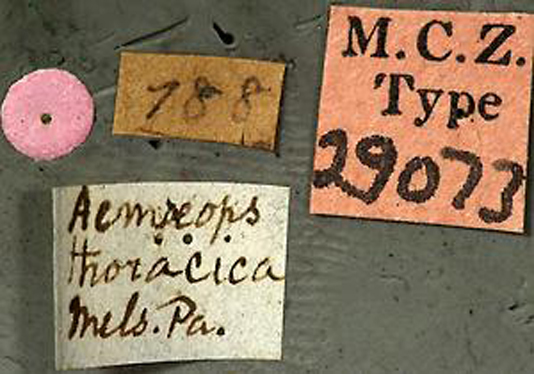 788
M.C.Z.
Type
29073
Acmæops
thoracica
Mels. Pa.